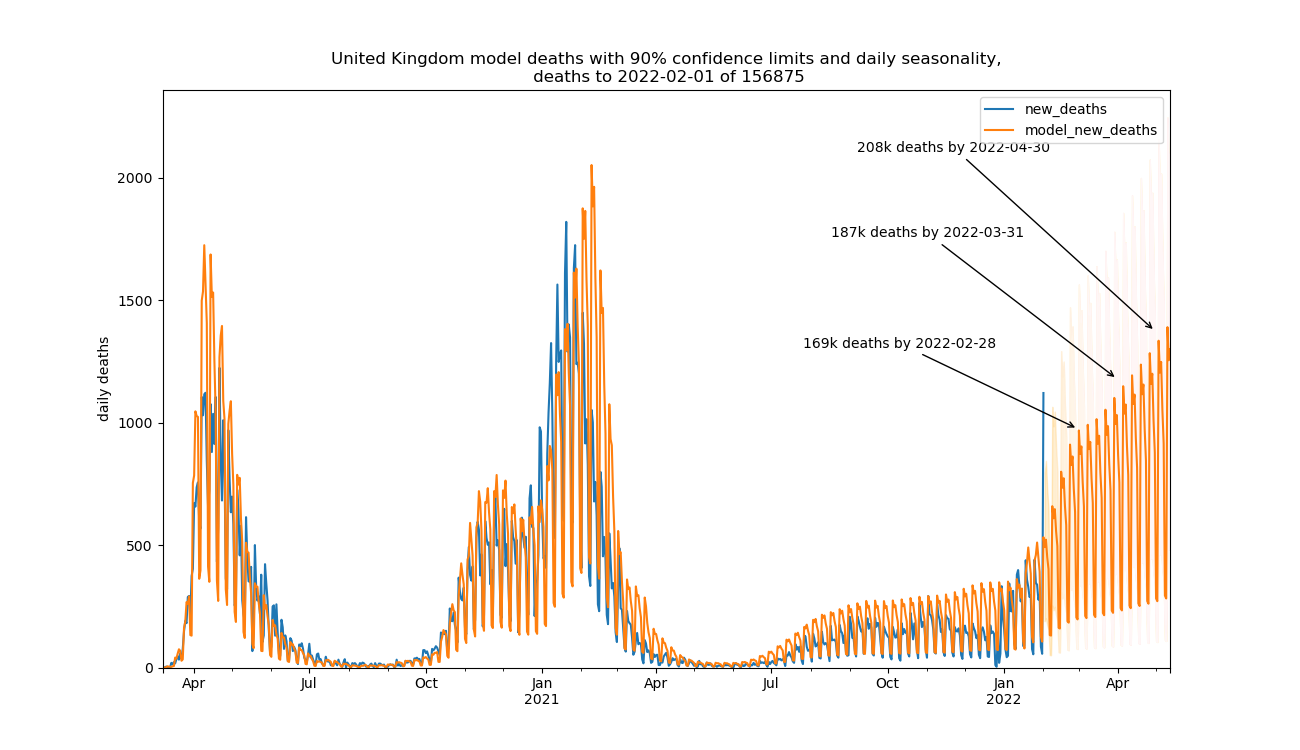 United Kingdom model deaths with 90% confidence limits and daily seasonality,
deaths to 2022-02-01 of 156875
new_deaths
model_new_deaths
208k deaths by 2022-04-30
187k deaths by 2022-03-31
169k deaths by 2022-02-28
daily deaths
2000
1500
1000
500
0
Apr
Jul
Oct
Jan
2021
Apr
Jul
Oct
Jan
2022
Apr